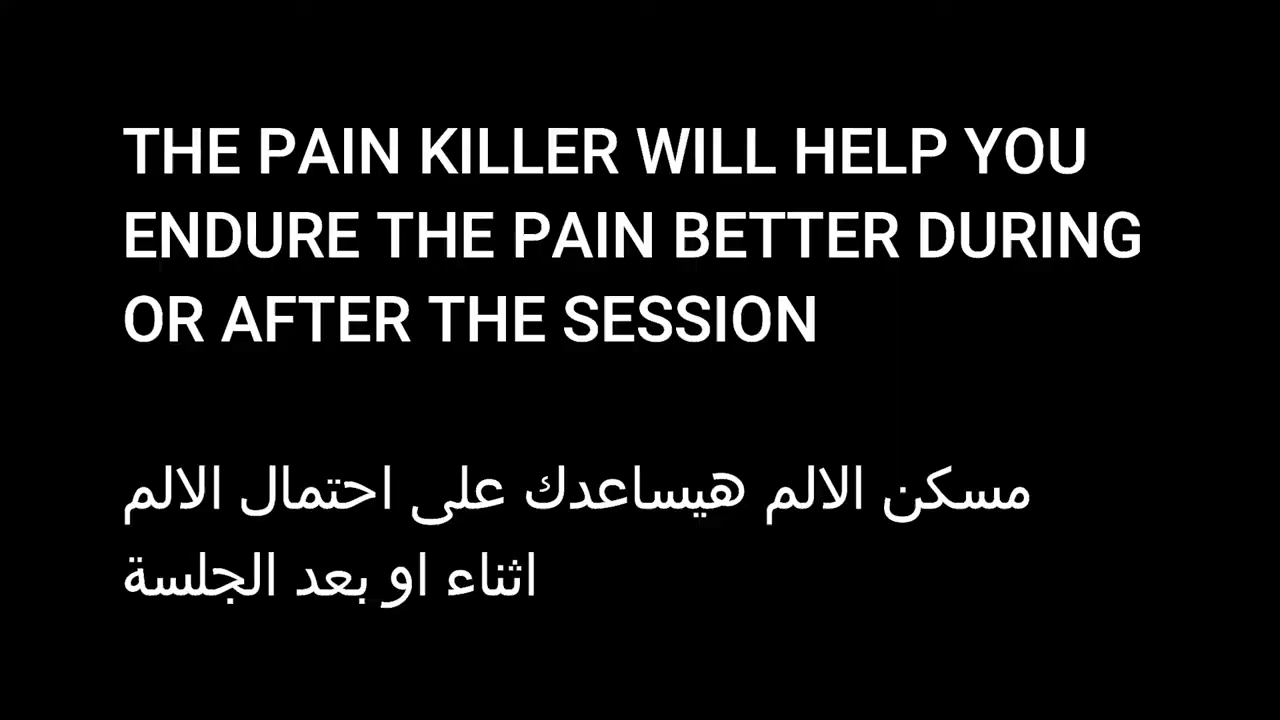 THE PAIN KILLER WILL HELP YOU
ENDURE THE PAIN BETTER DURING
OR AFTER THE SESSION
مسكن الالم هيساعدك على احتمال الالم
اثناء او بعد الجلسة